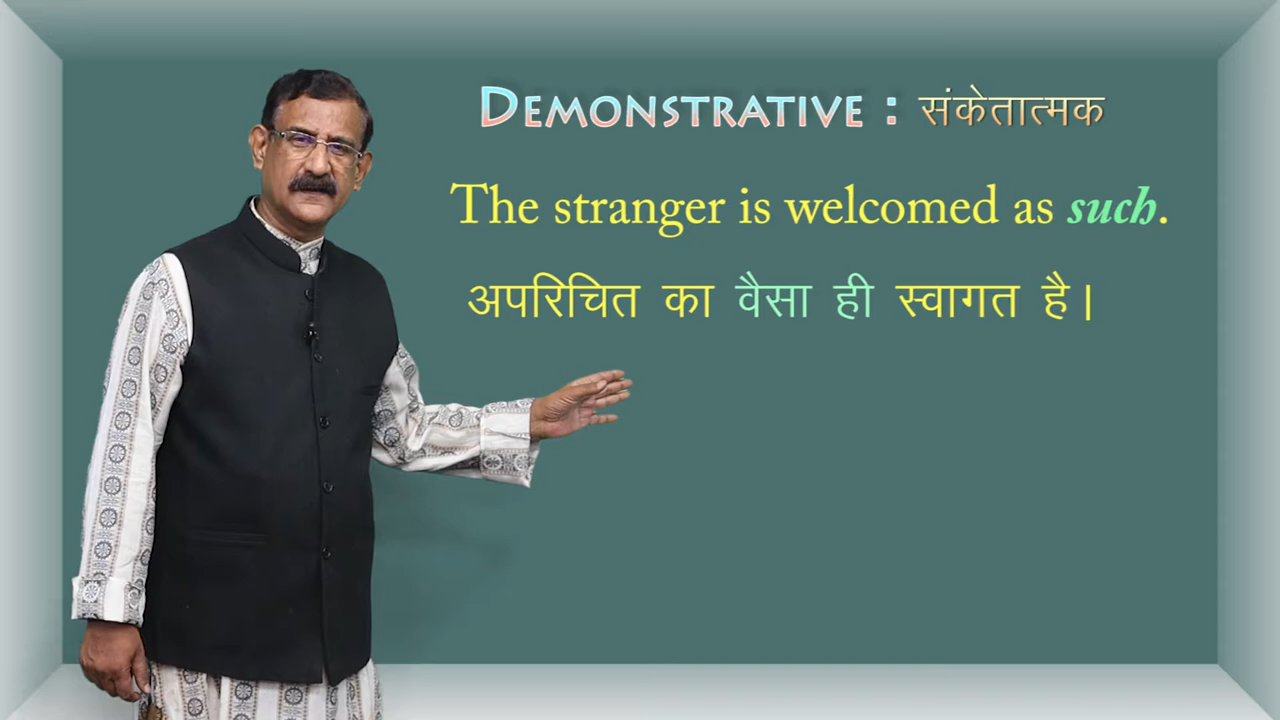 DEMONSTRATIVE : संकेतात्मक
The stranger is welcomed as such.
अपरिचित का वैसा ही स्वागत है।